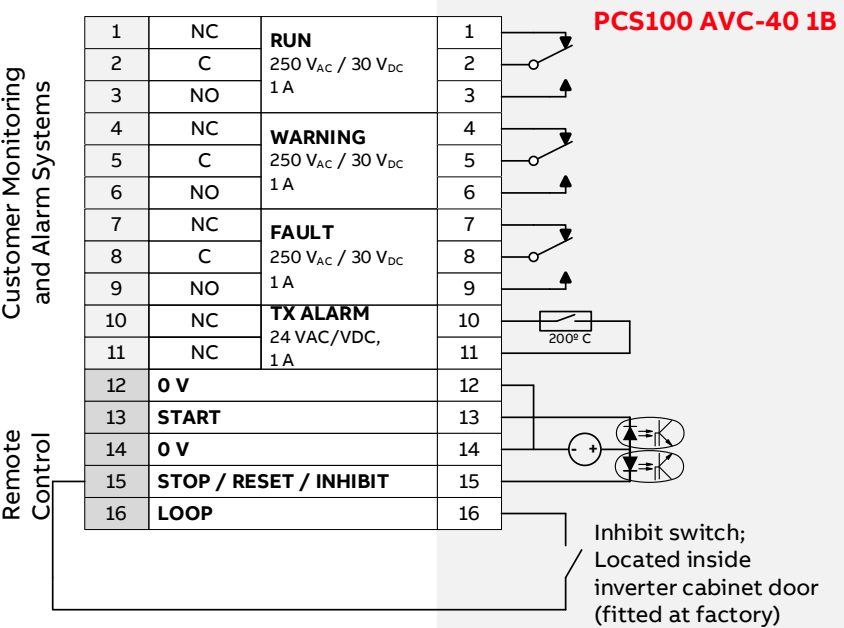 PCS100 AVC-40 1B
Customer Monitoring
and Alarm Systems
1 NC RUN 1
2 C 250 VAC / 30 VDC 2
3 NO 1 A 3
4 NC WARNING 4
5 C 250 VAC / 30 VDC 5
6 NO 1 A 6
7 NC FAULT 7
8 C 250 VAC / 30 VDC 8
9 NO 1 A 9
10 NC TX ALARM 10
24 VAC/VDC,
11 NC 1 A 11
200º C
Remote
Control
12 0 V 12
13 START 13
14 0 V 14
- +
15 STOP / RESET / INHIBIT 15
16 LOOP 16
Inhibit switch;
Located inside
inverter cabinet door
(fitted at factory)